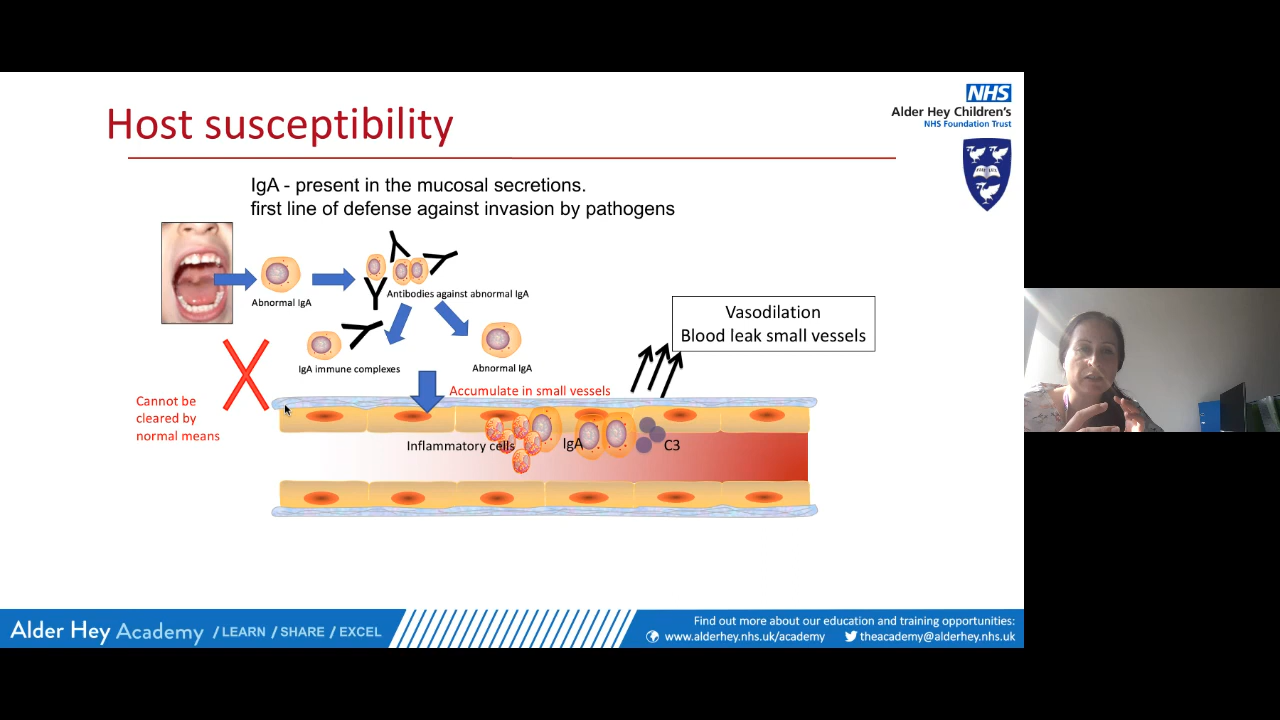 Host susceptibility
NHS
Alder Hey Children's
NHS Foundation Trust
IgA - present in the mucosal secretions.
first line of defense against invasion by pathogens
Abnormal IgA
Antibodies against abnormal IgA
IgA immune complexes
Abnormal IgA
Vasodilation
Blood leak small vessels
Cannot be
cleared by
normal means
Accumulate in small vessels
Inflammatory cells
IgA
C3
Alder Hey Academy / LEARN / SHARE / EXCEL
Find out more about our education and training opportunities:
www.alderhey.nhs.uk/academy
theacademy@alderhey.nhs.uk